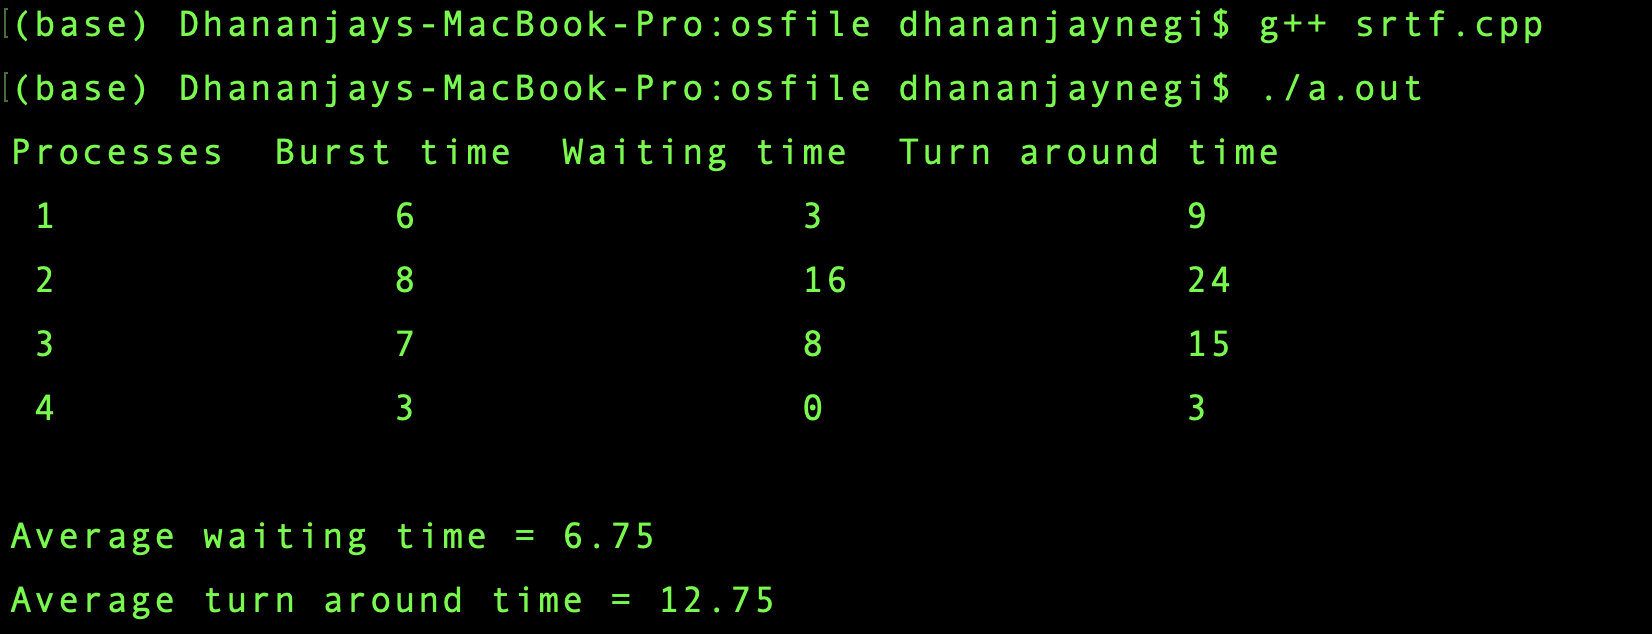 (base) Dhananjays-MacBook-Pro:osfile dhananjaynegi$ g++ srtf.cpp
(base) Dhananjays-MacBook-Pro:osfile dhananjaynegi$ ./a.out
Processes  Burst time  Waiting time  Turn around time
1 6 3 9
2 8 16 24
3 7 8 15
4 3 0 3
Average waiting time = 6.75
Average turn around time = 12.75